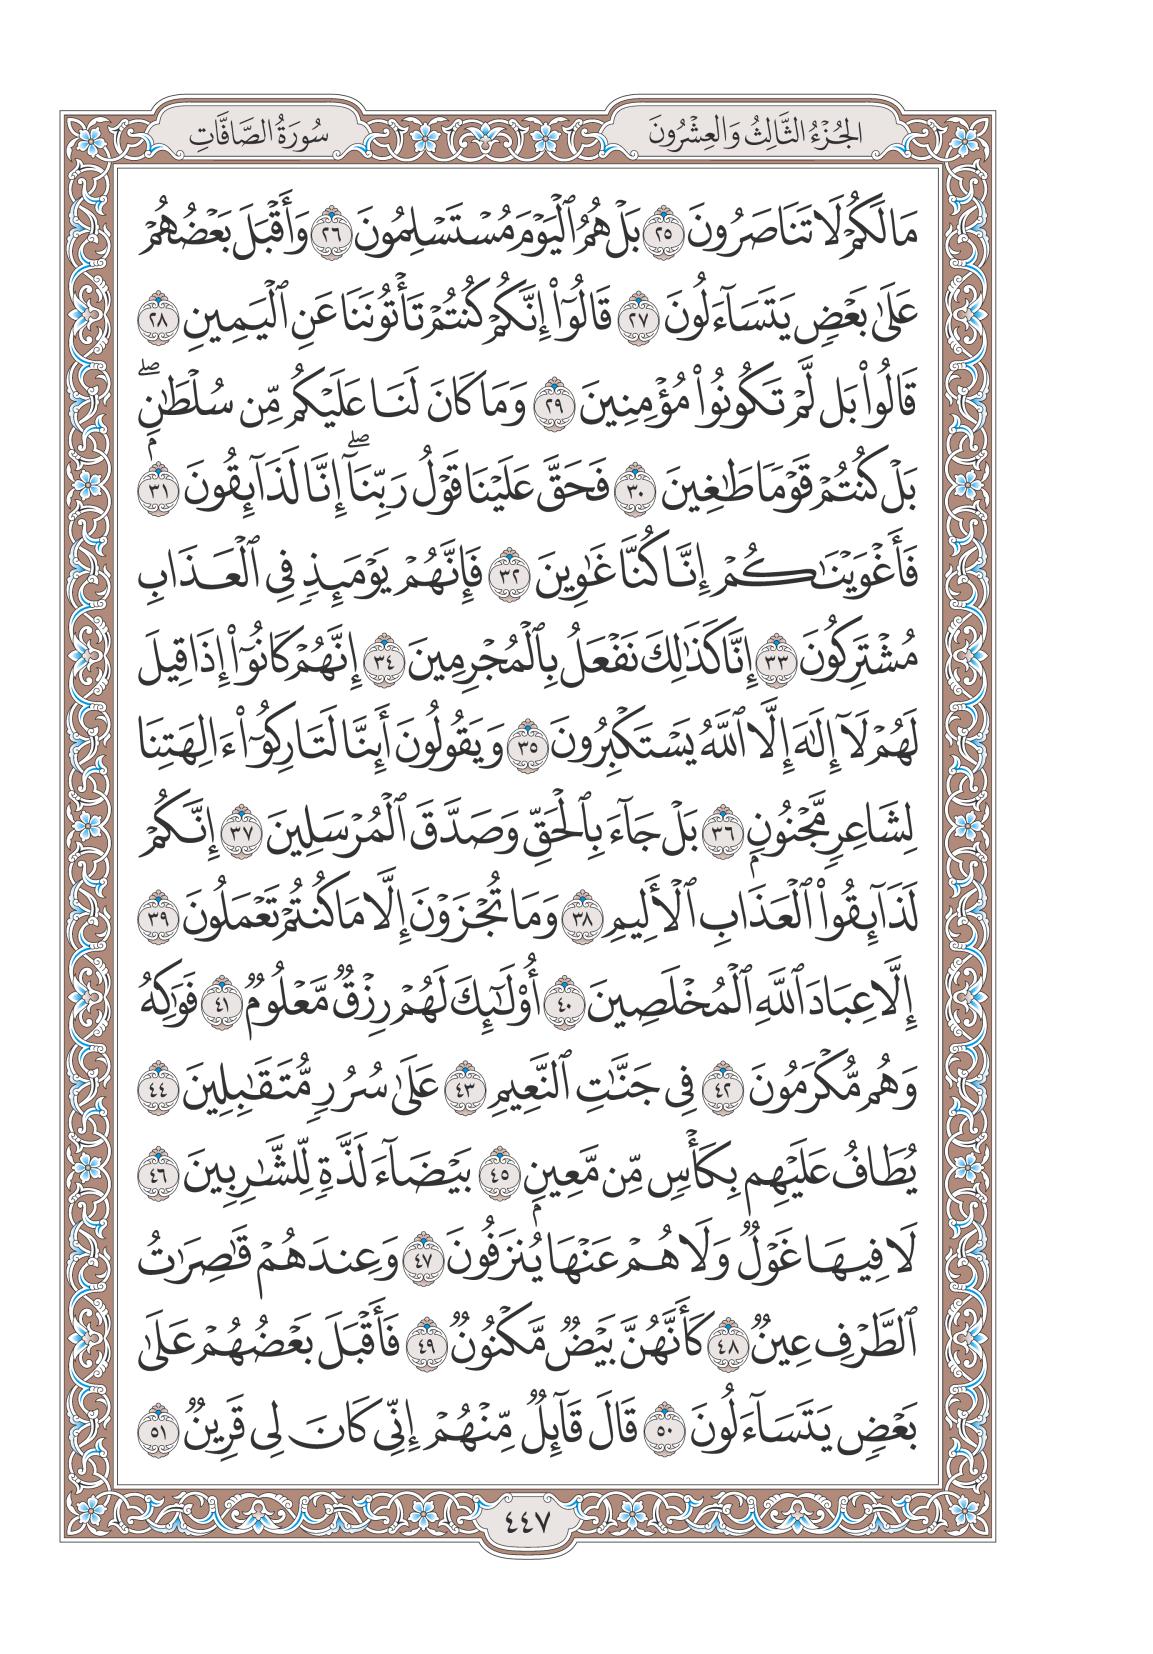 الجُزْءُ الثَّالِثُ وَالعِشْرُونَ
سُورَةُ الصَّافَّاتِ
مَا لَكُمْ لَا تَنَاصَرُونَ ٢٥ بَلْ هُمُ ٱلْيَوْمَ مُسْتَسْلِمُونَ ٢٦ وَأَقْبَلَ بَعْضُهُمْ
عَلَىٰ بَعْضٍ يَتَسَآءَلُونَ ٢٧ قَالُوٓا۟ إِنَّكُمْ كُنتُمْ تَأْتُونَنَا عَنِ ٱلْيَمِينِ ٢٨
قَالُوا۟ بَل لَّمْ تَكُونُوا۟ مُؤْمِنِينَ ٢٩ وَمَا كَانَ لَنَا عَلَيْكُم مِّن سُلْطَٰنٍۭ ۖ
بَلْ كُنتُمْ قَوْمًا طَٰغِينَ ٣٠ فَحَقَّ عَلَيْنَا قَوْلُ رَبِّنَآ ۖ إِنَّا لَذَآئِقُونَ ٣١
فَأَغْوَيْنَٰكُمْ إِنَّا كُنَّا غَٰوِينَ ٣٢ فَإِنَّهُمْ يَوْمَئِذٍ فِى ٱلْعَذَابِ
مُشْتَرِكُونَ ٣٣ إِنَّا كَذَٰلِكَ نَفْعَلُ بِٱلْمُجْرِمِينَ ٣٤ إِنَّهُمْ كَانُوٓا۟ إِذَا قِيلَ
لَهُمْ لَآ إِلَٰهَ إِلَّا ٱللَّهُ يَسْتَكْبِرُونَ ٣٥ وَيَقُولُونَ أَئِنَّا لَتَارِكُوٓا۟ ءَالِهَتِنَا
لِشَاعِرٍ مَّجْنُونٍۭ ٣٦ بَلْ جَآءَ بِٱلْحَقِّ وَصَدَّقَ ٱلْمُرْسَلِينَ ٣٧ إِنَّكُمْ
لَذَآئِقُوا۟ ٱلْعَذَابِ ٱلْأَلِيمِ ٣٨ وَمَا تُجْزَوْنَ إِلَّا مَا كُنتُمْ تَعْمَلُونَ ٣٩
إِلَّا عِبَادَ ٱللَّهِ ٱلْمُخْلَصِينَ ٤٠ أُو۟لَٰٓئِكَ لَهُمْ رِزْقٌ مَّعْلُومٌ ٤١ فَوَٰكِهُ
وَهُم مُّكْرَمُونَ ٤٢ فِى جَنَّٰتِ ٱلنَّعِيمِ ٤٣ عَلَىٰ سُرُرٍ مُّتَقَٰبِلِينَ ٤٤
يُطَافُ عَلَيْهِم بِكَأْسٍ مِّن مَّعِينٍۭ ٤٥ بَيْضَآءَ لَذَّةٍ لِّلشَّٰرِبِينَ ٤٦
لَا فِيهَا غَوْلٌ وَلَا هُمْ عَنْهَا يُنزَفُونَ ٤٧ وَعِندَهُمْ قَٰصِرَٰتُ
ٱلطَّرْفِ عِينٌ ٤٨ كَأَنَّهُنَّ بَيْضٌ مَّكْنُونٌ ٤٩ فَأَقْبَلَ بَعْضُهُمْ عَلَىٰ
بَعْضٍ يَتَسَآءَلُونَ ٥٠ قَالَ قَآئِلٌ مِّنْهُمْ إِنِّى كَانَ لِى قَرِينٌ ٥١
٤٤٧